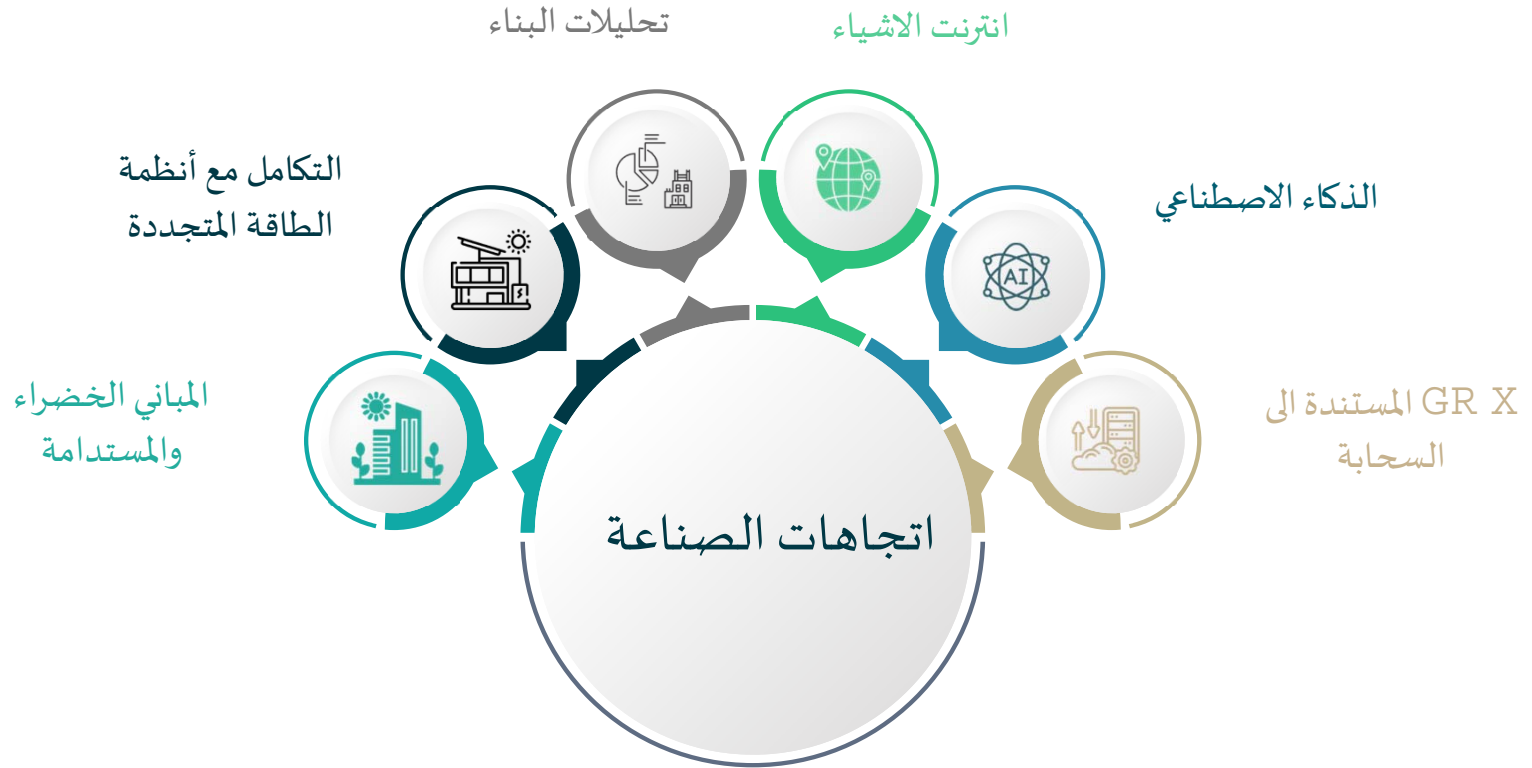 انترنت الاشياء
تحليلات البناء
الذكاء الاصطناعي
التكامل مع أنظمة
الطاقة المتجددة
AI
GR X المستندة الى
السحابة
المباني الخضراء
والمستدامة
اتجاهات الصناعة